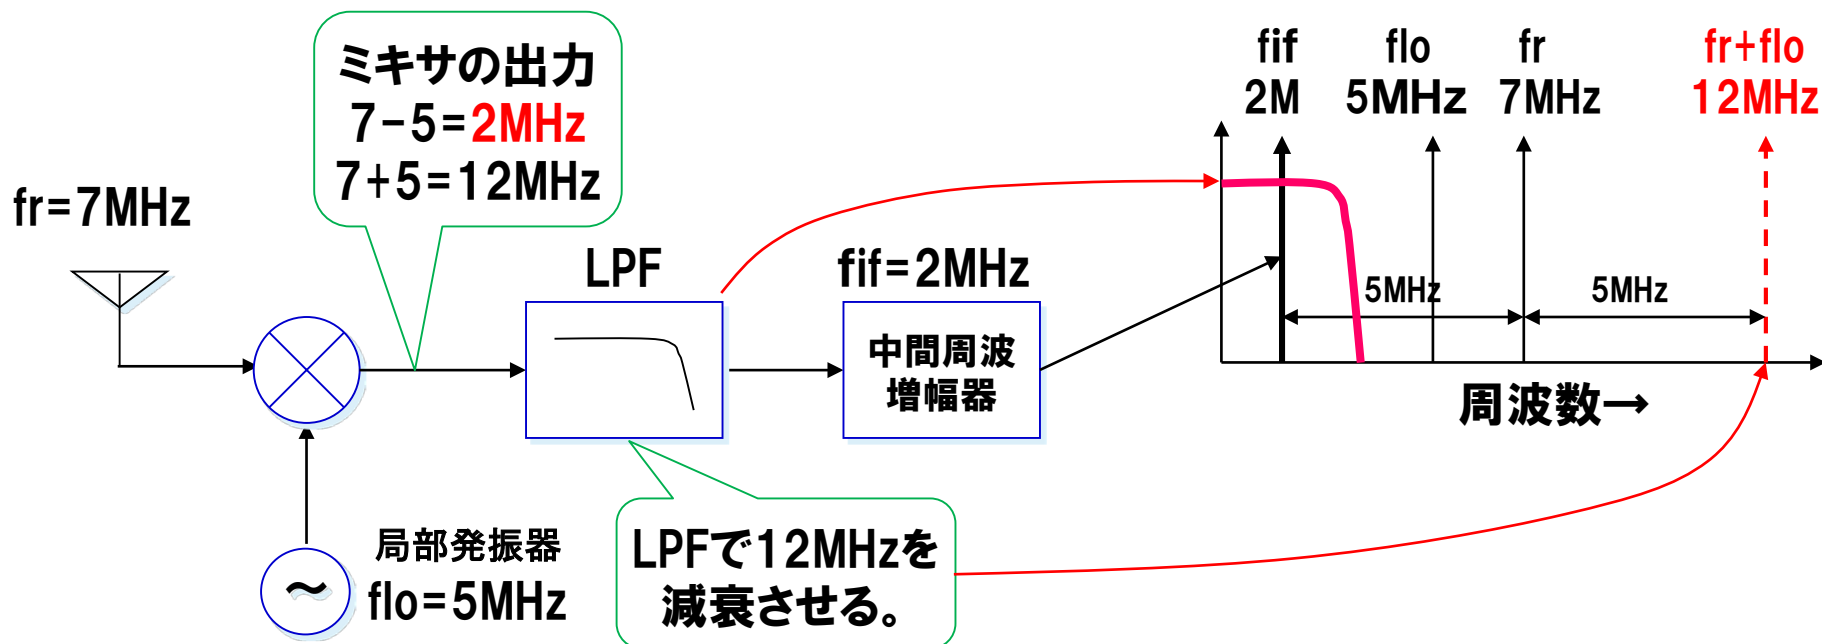 ミキサの出力
7-5=2MHz
7+5=12MHz
fr=7MHz
LPF
fif=2MHz
中間周波
増幅器
局部発振器
flo=5MHz
~
LPFで12MHzを
減衰させる。
fif
2M
flo
5MHz
fr
7MHz
fr+flo
12MHz
5MHz
5MHz
周波数→